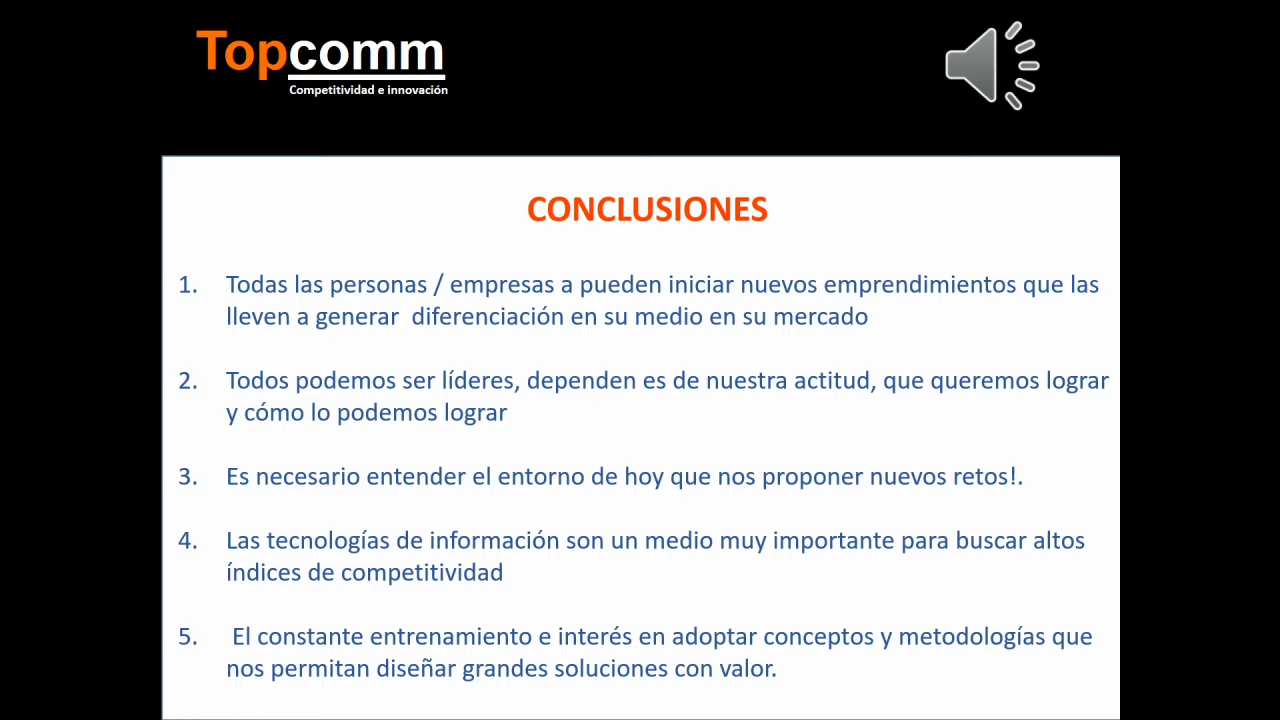 Topcomm
Competitividad e innovación
CONCLUSIONES
1. Todas las personas / empresas a pueden iniciar nuevos emprendimientos que las
lleven a generar diferenciación en su medio en su mercado
2. Todos podemos ser líderes, dependen es de nuestra actitud, que queremos lograr
y cómo lo podemos lograr
3. Es necesario entender el entorno de hoy que nos proponer nuevos retos!.
4. Las tecnologías de información son un medio muy importante para buscar altos
índices de competitividad
5. El constante entrenamiento e interés en adoptar conceptos y metodologías que
nos permitan diseñar grandes soluciones con valor.